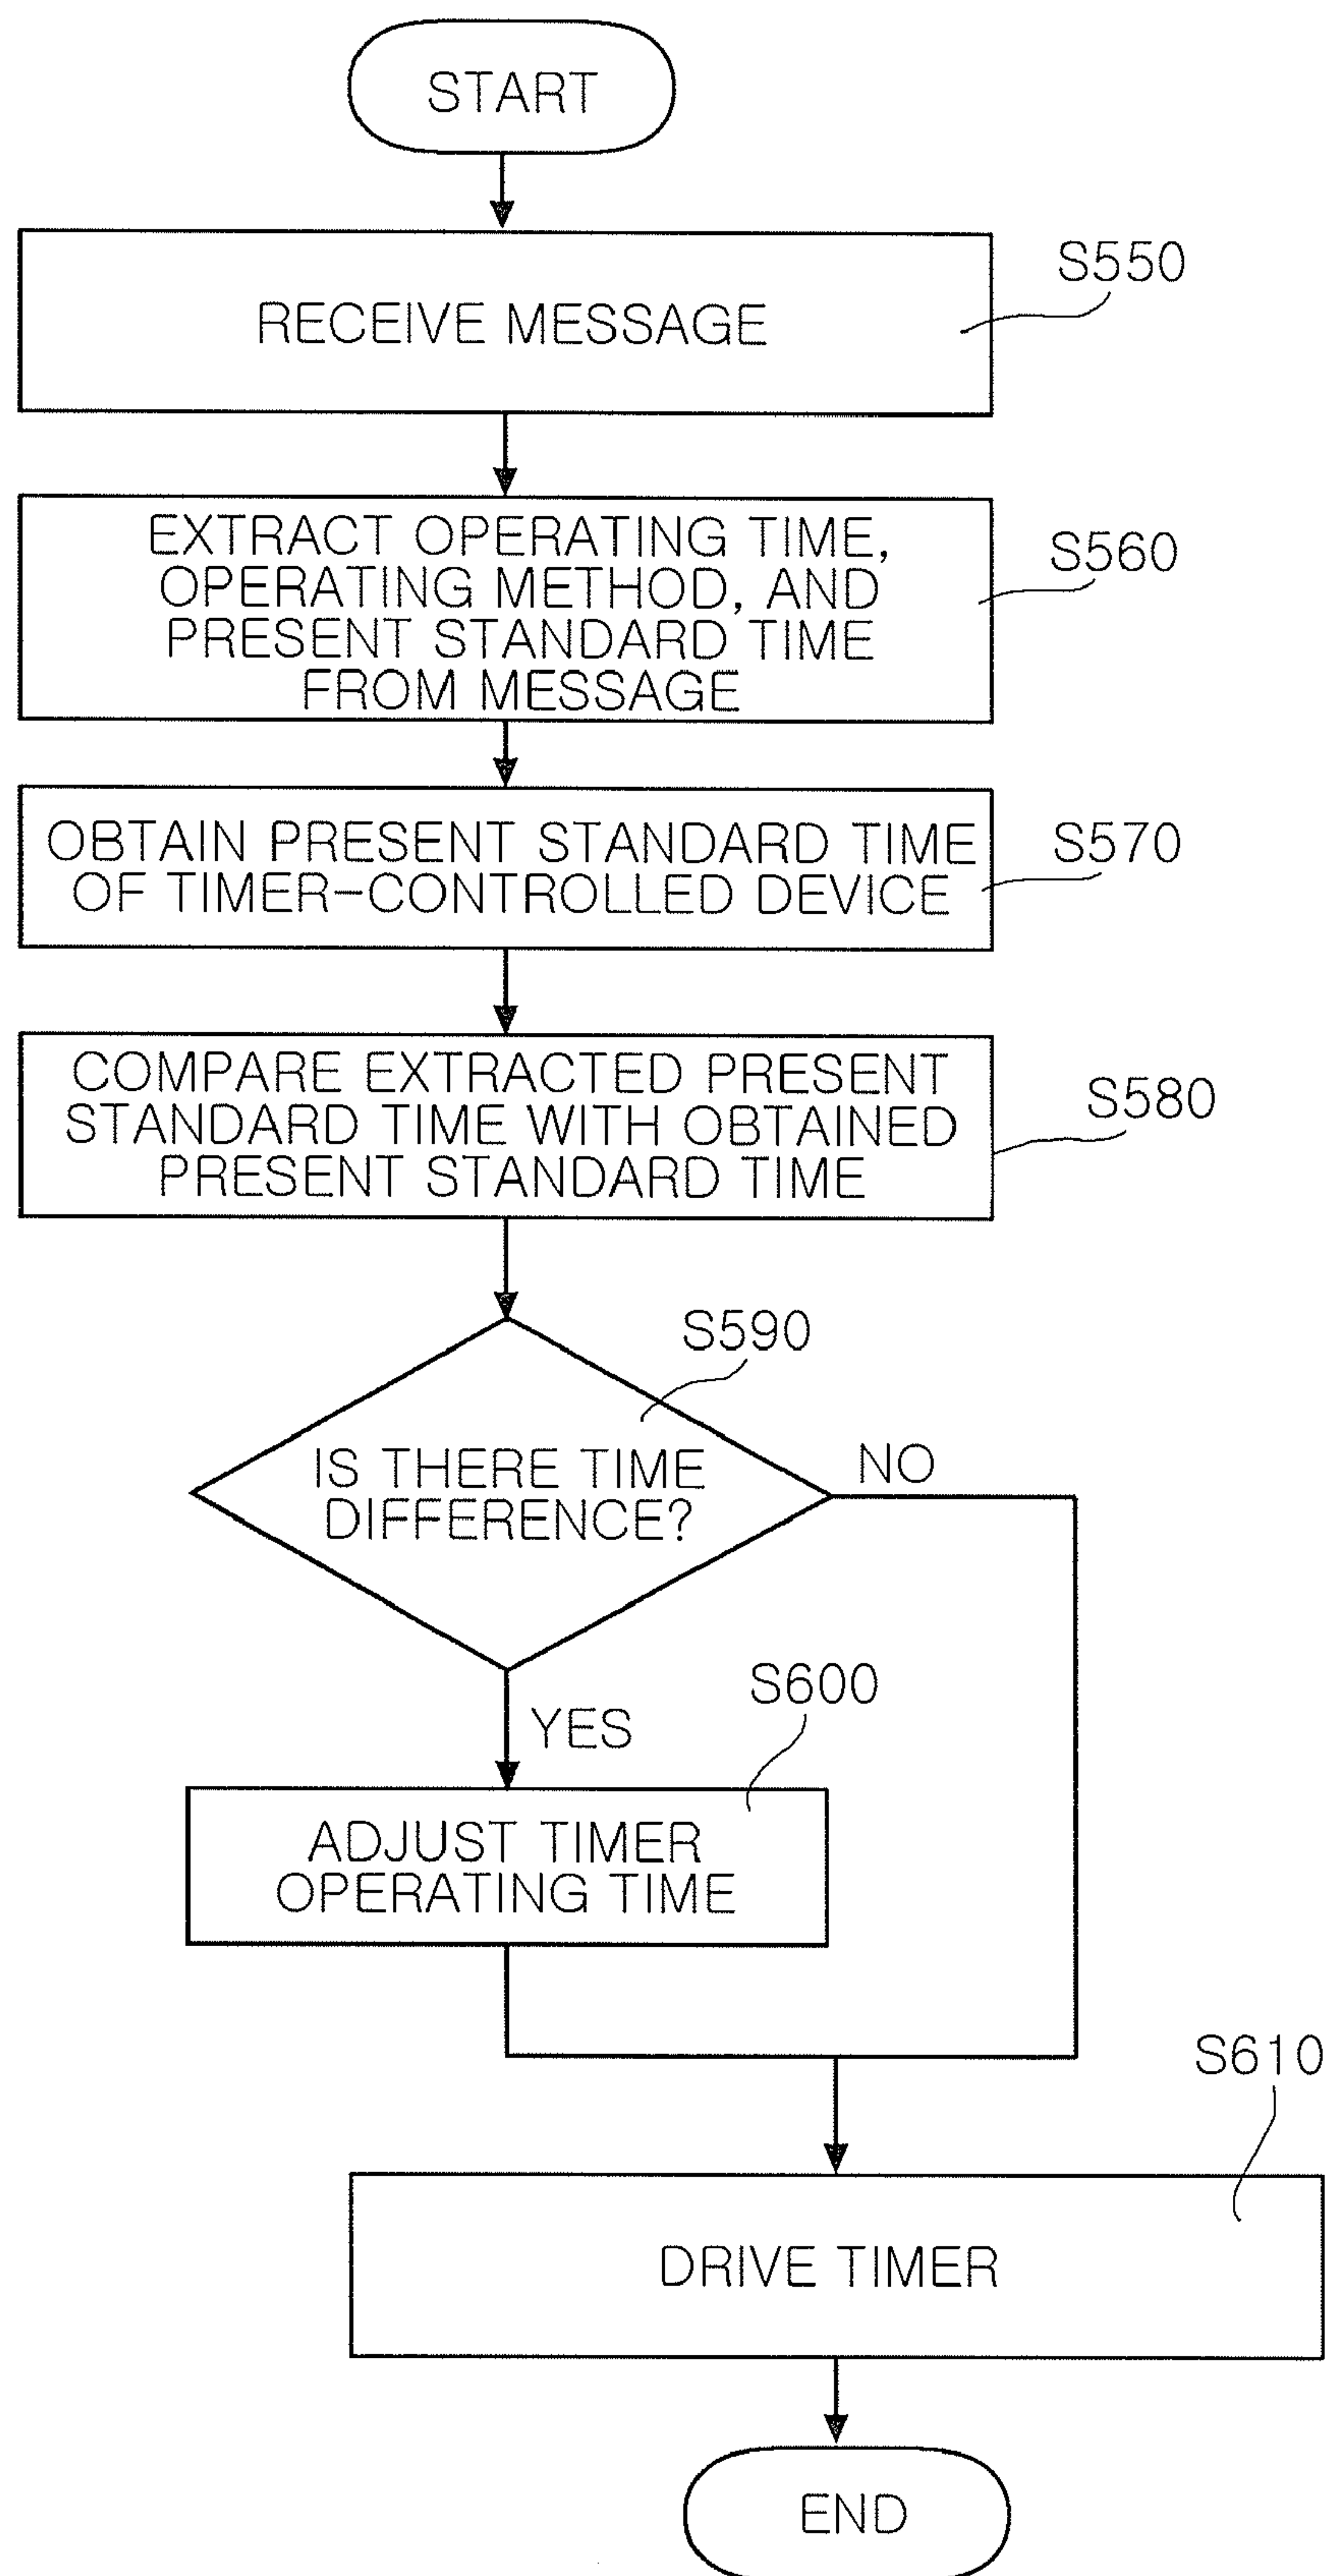 START
RECEIVE MESSAGE
S550
EXTRACT OPERATING TIME,
OPERATING METHOD, AND
PRESENT STANDARD TIME
FROM MESSAGE
S560
OBTAIN PRESENT STANDARD TIME
OF TIMER-CONTROLLED DEVICE
S570
COMPARE EXTRACTED PRESENT
STANDARD TIME WITH OBTAINED
PRESENT STANDARD TIME
S580
S590
IS THERE TIME
DIFFERENCE?
NO
YES
S600
ADJUST TIMER
OPERATING TIME
S610
DRIVE TIMER
END